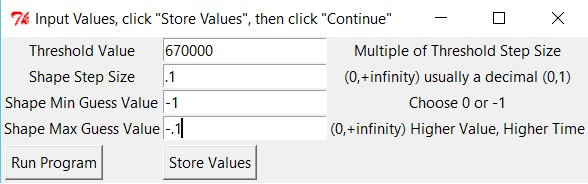 Input Values, click "Store Values", then click "Continue"
Threshold Value 670000 Multiple of Threshold Step Size
Shape Step Size .1 (0,+infinity) usually a decimal (0,1)
Shape Min Guess Value -1 Choose 0 or -1
Shape Max Guess Value -.1 (0,+infinity) Higher Value, Higher Time
Run Program Store Values